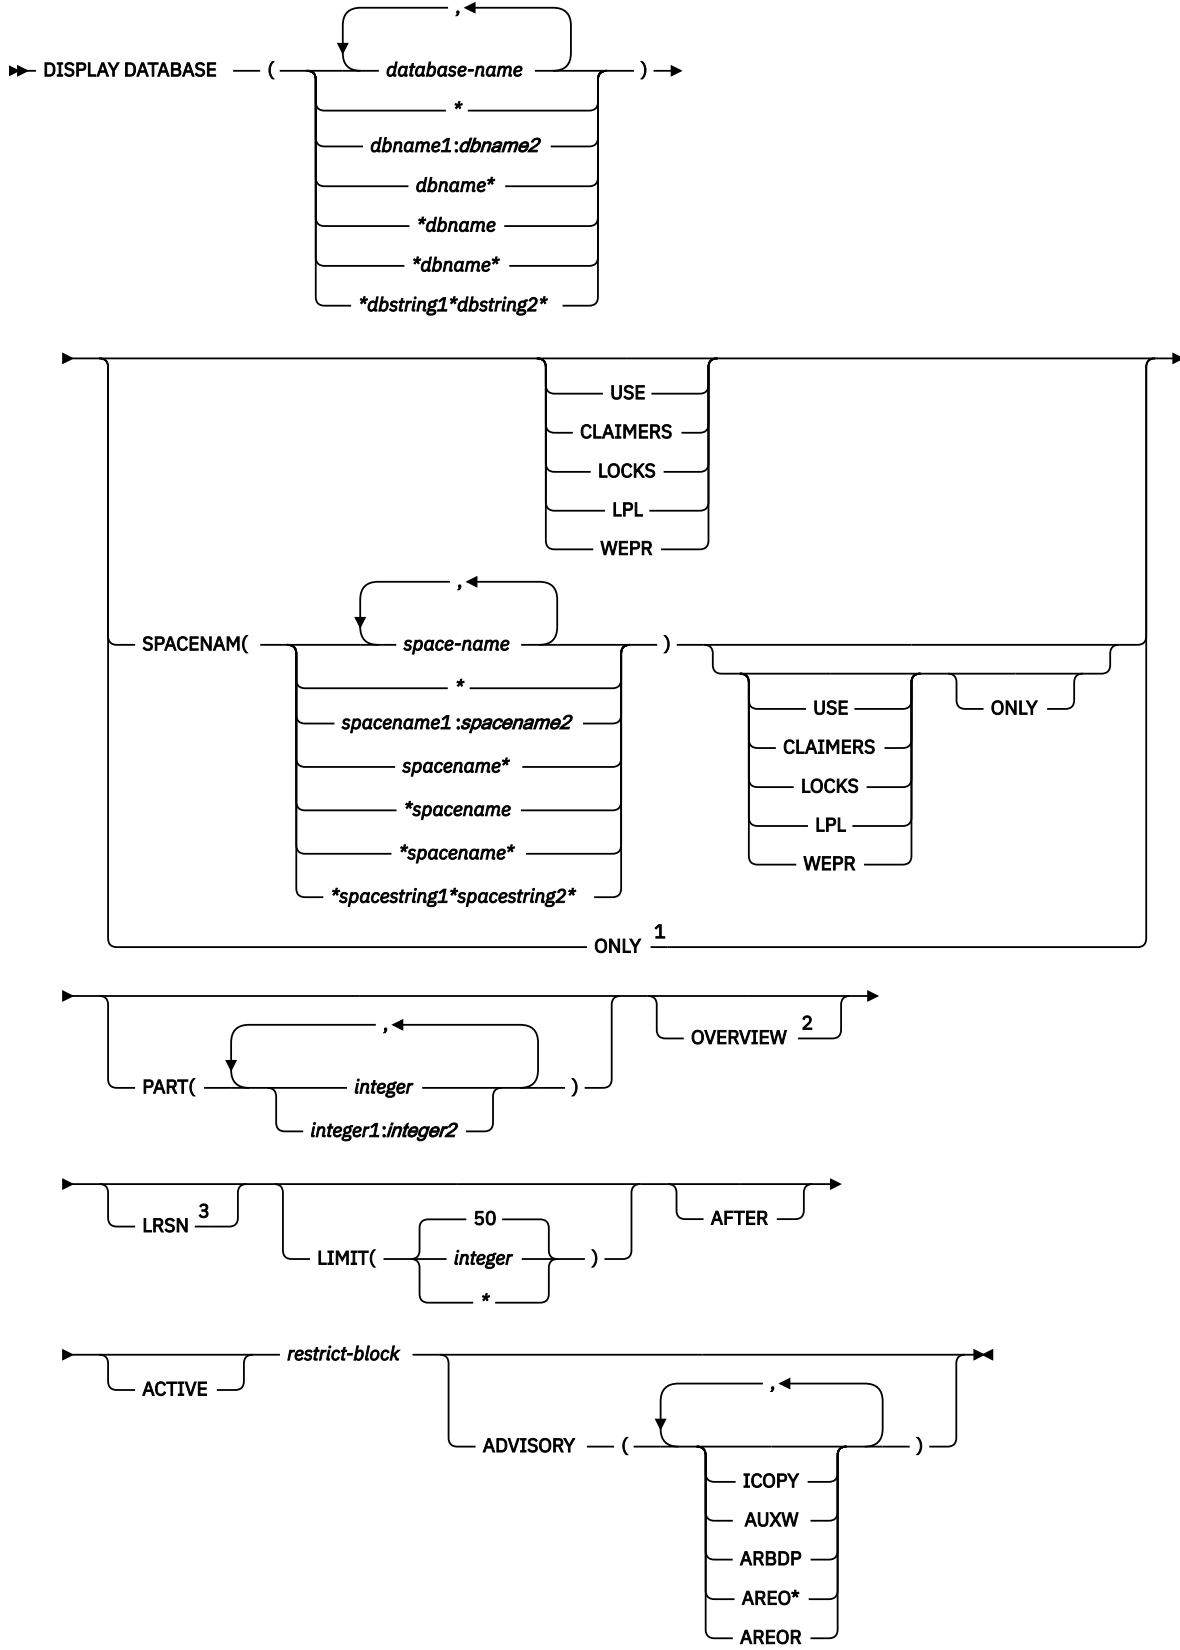 ,
DISPLAY DATABASE ( database-name )
*
dbname1:dbname2
dbname*
*dbname
*dbname*
*dbstring1*dbstring2*
USE
CLAIMERS
LOCKS
LPL
WEPR
,
SPACENAM( space-name )
*
spacename1:spacename2
spacename*
*spacename
*spacename*
*spacestring1*spacestring2*
USE ONLY
CLAIMERS
LOCKS
LPL
WEPR
ONLY 1
OVERVIEW 2
,
PART( integer )
integer1:integer2
LRSN 3
AFTER
50
LIMIT( integer )
*
restrict-block
ACTIVE
,
ADVISORY ( )
ICOPY
AUXW
ARBDP
AREO*
AREOR